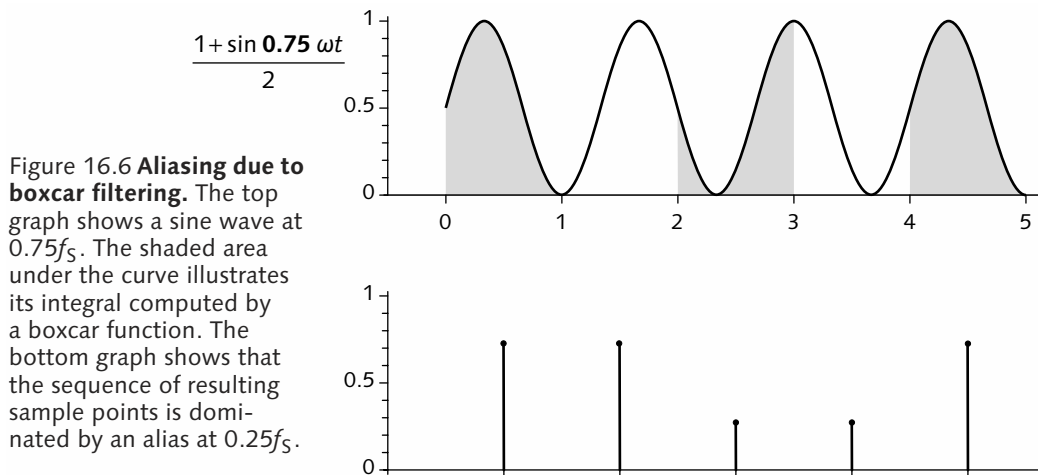 1+ sin 0.75 ωt
2
1
0.5
0
0 1 2 3 4 5
Figure 16.6 Aliasing due to
boxcar filtering. The top
graph shows a sine wave at
0.75fS. The shaded area
under the curve illustrates
its integral computed by
a boxcar function. The
bottom graph shows that
the sequence of resulting
sample points is domi-
nated by an alias at 0.25fS.
1
0.5
0